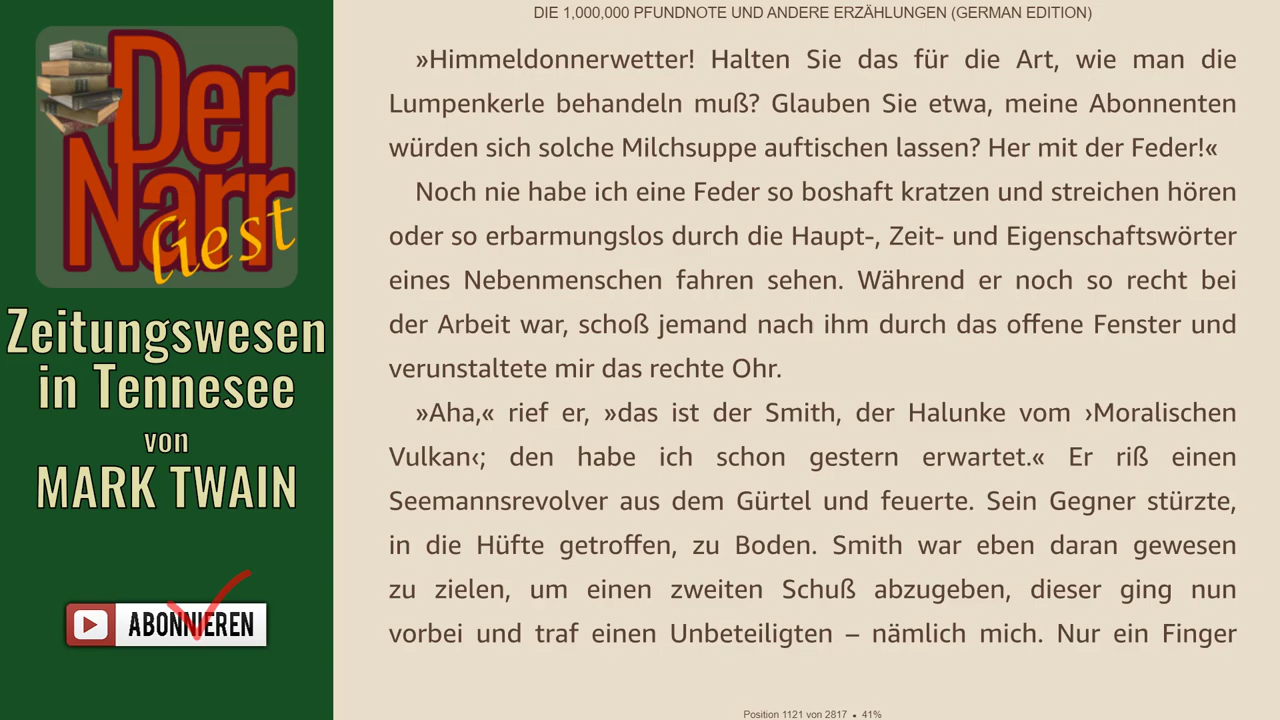 Der
Narr
liest
Zeitungswesen
in Tennesee
von
MARK TWAIN
ABONNIEREN
DIE 1,000,000 PFUNDNOTE UND ANDERE ERZÄHLUNGEN (GERMAN EDITION)
»Himmeldonnerwetter! Halten Sie das für die Art, wie man die
Lumpenkerle behandeln muß? Glauben Sie etwa, meine Abonnenten
würden sich solche Milchsuppe auftischen lassen? Her mit der Feder!«
Noch nie habe ich eine Feder so boshaft kratzen und streichen hören
oder so erbarmungslos durch die Haupt-, Zeit- und Eigenschaftswörter
eines Nebenmenschen fahren sehen. Während er noch so recht bei
der Arbeit war, schoß jemand nach ihm durch das offene Fenster und
verunstaltete mir das rechte Ohr.
»Aha,« rief er, »das ist der Smith, der Halunke vom ›Moralischen
Vulkan‹; den habe ich schon gestern erwartet.« Er riß einen
Seemannsrevolver aus dem Gürtel und feuerte. Sein Gegner stürzte,
in die Hüfte getroffen, zu Boden. Smith war eben daran gewesen
zu zielen, um einen zweiten Schuß abzugeben, dieser ging nun
vorbei und traf einen Unbeteiligten – nämlich mich. Nur ein Finger
Position 1121 von 2817 • 41%